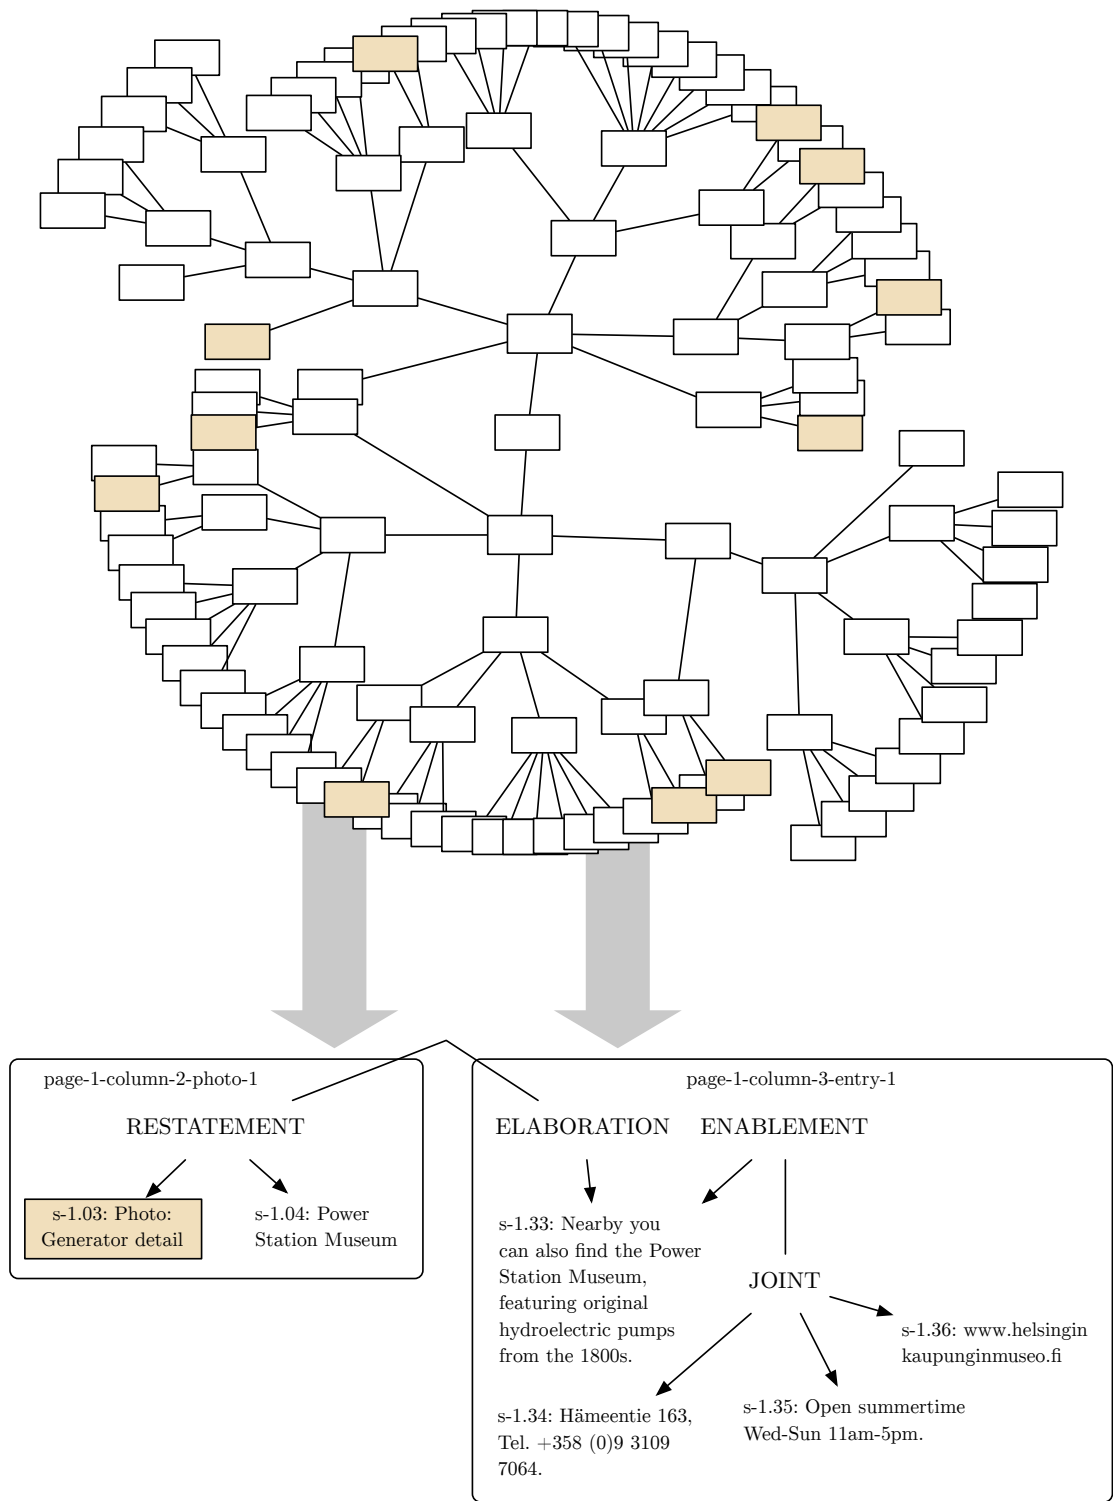 page-1-column-2-photo-1
RESTATEMENT
s-1.03: Photo:
Generator detail
s-1.04: Power
Station Museum
page-1-column-3-entry-1
ELABORATION
ENABLEMENT
s-1.33: Nearby you
can also find the Power
Station Museum,
featuring original
hydroelectric pumps
from the 1800s.
JOINT
s-1.36: www.helsingin
kaupunginmuseo.fi
s-1.34: Hämeentie 163,
Tel. +358 (0)9 3109
7064.
s-1.35: Open summertime
Wed-Sun 11am-5pm.